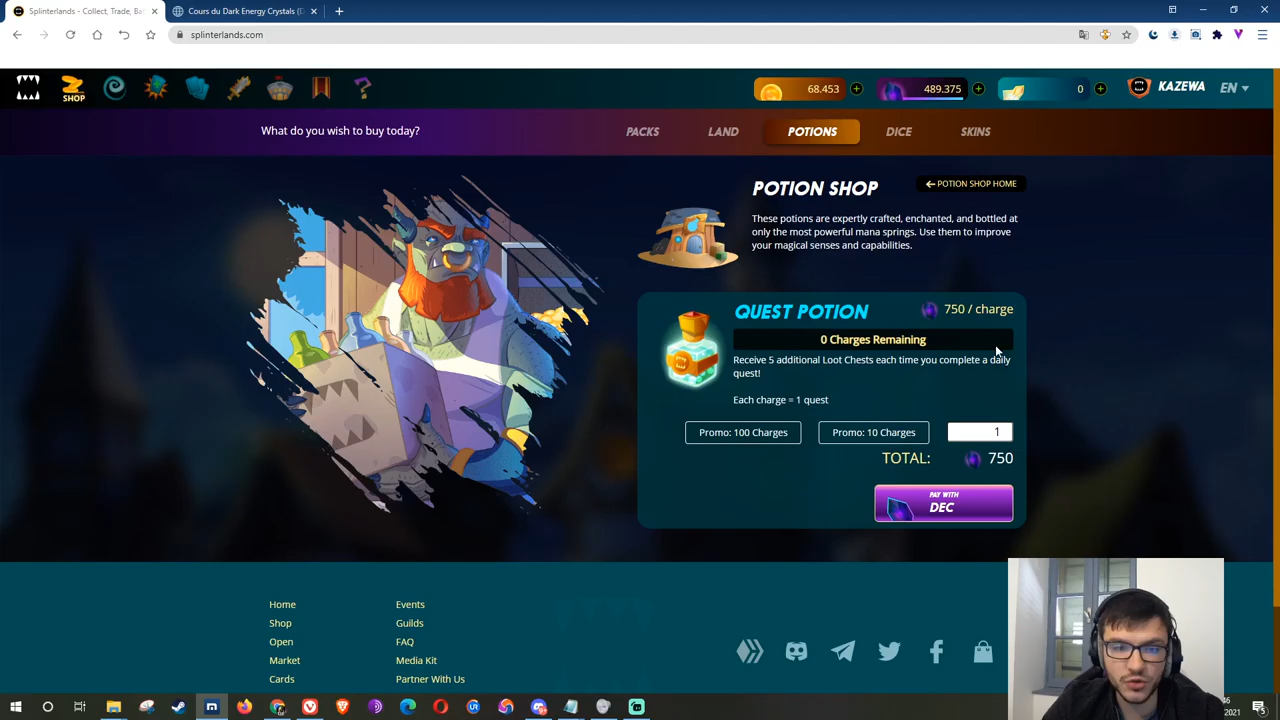 Splinterlands - Collect, Trade, Ba
Cours du Dark Energy Crystals (D
splinterlands.com
SHOP
68.453
489.375
0
KAZEWA
EN
What do you wish to buy today?
PACKS
LAND
POTIONS
DICE
SKINS
POTION SHOP
POTION SHOP HOME
These potions are expertly crafted, enchanted, and bottled at
only the most powerful mana springs. Use them to improve
your magical senses and capabilities.
QUEST POTION
750 / charge
0 Charges Remaining
Receive 5 additional Loot Chests each time you complete a daily
quest!
Each charge = 1 quest
Promo: 100 Charges
Promo: 10 Charges
1
TOTAL:
750
PAY WITH
DEC
Home
Shop
Open
Market
Cards
Events
Guilds
FAQ
Media Kit
Partner With Us
46
2021